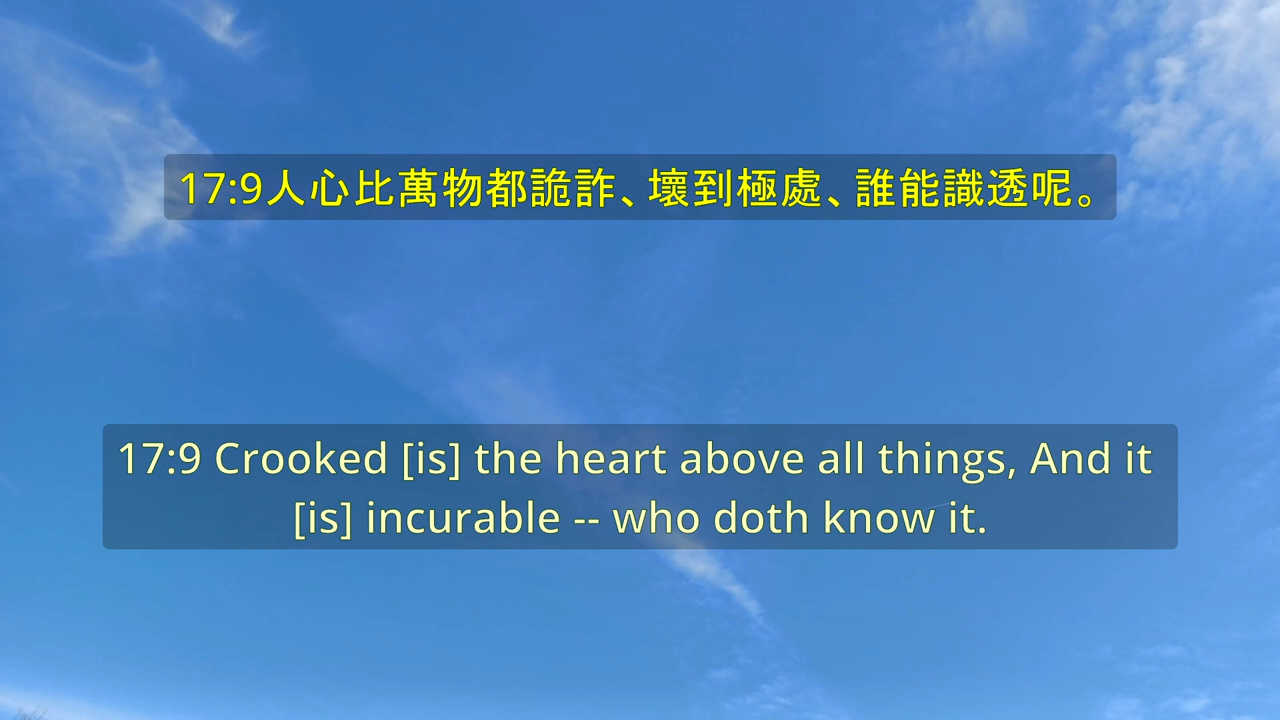 17:9人心比萬物都詭詐、壞到極處、誰能識透呢。
17:9 Crooked [is] the heart above all things, And it
[is] incurable -- who doth know it.